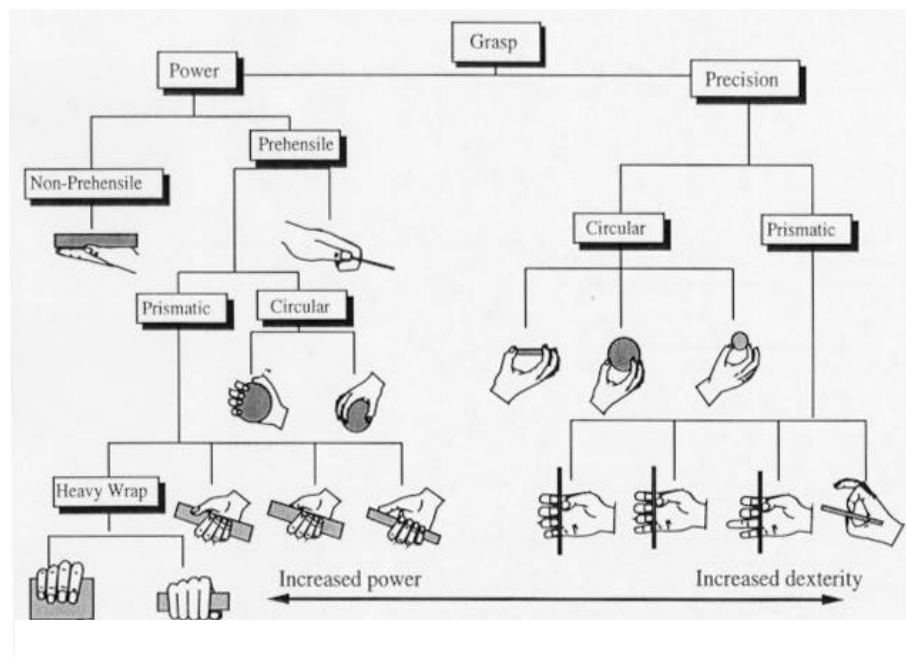 Grasp
Power
Precision
Prehensile
Non-Prehensile
Circular
Prismatic
Prismatic
Circular
Heavy Wrap
Increased power
Increased dexterity